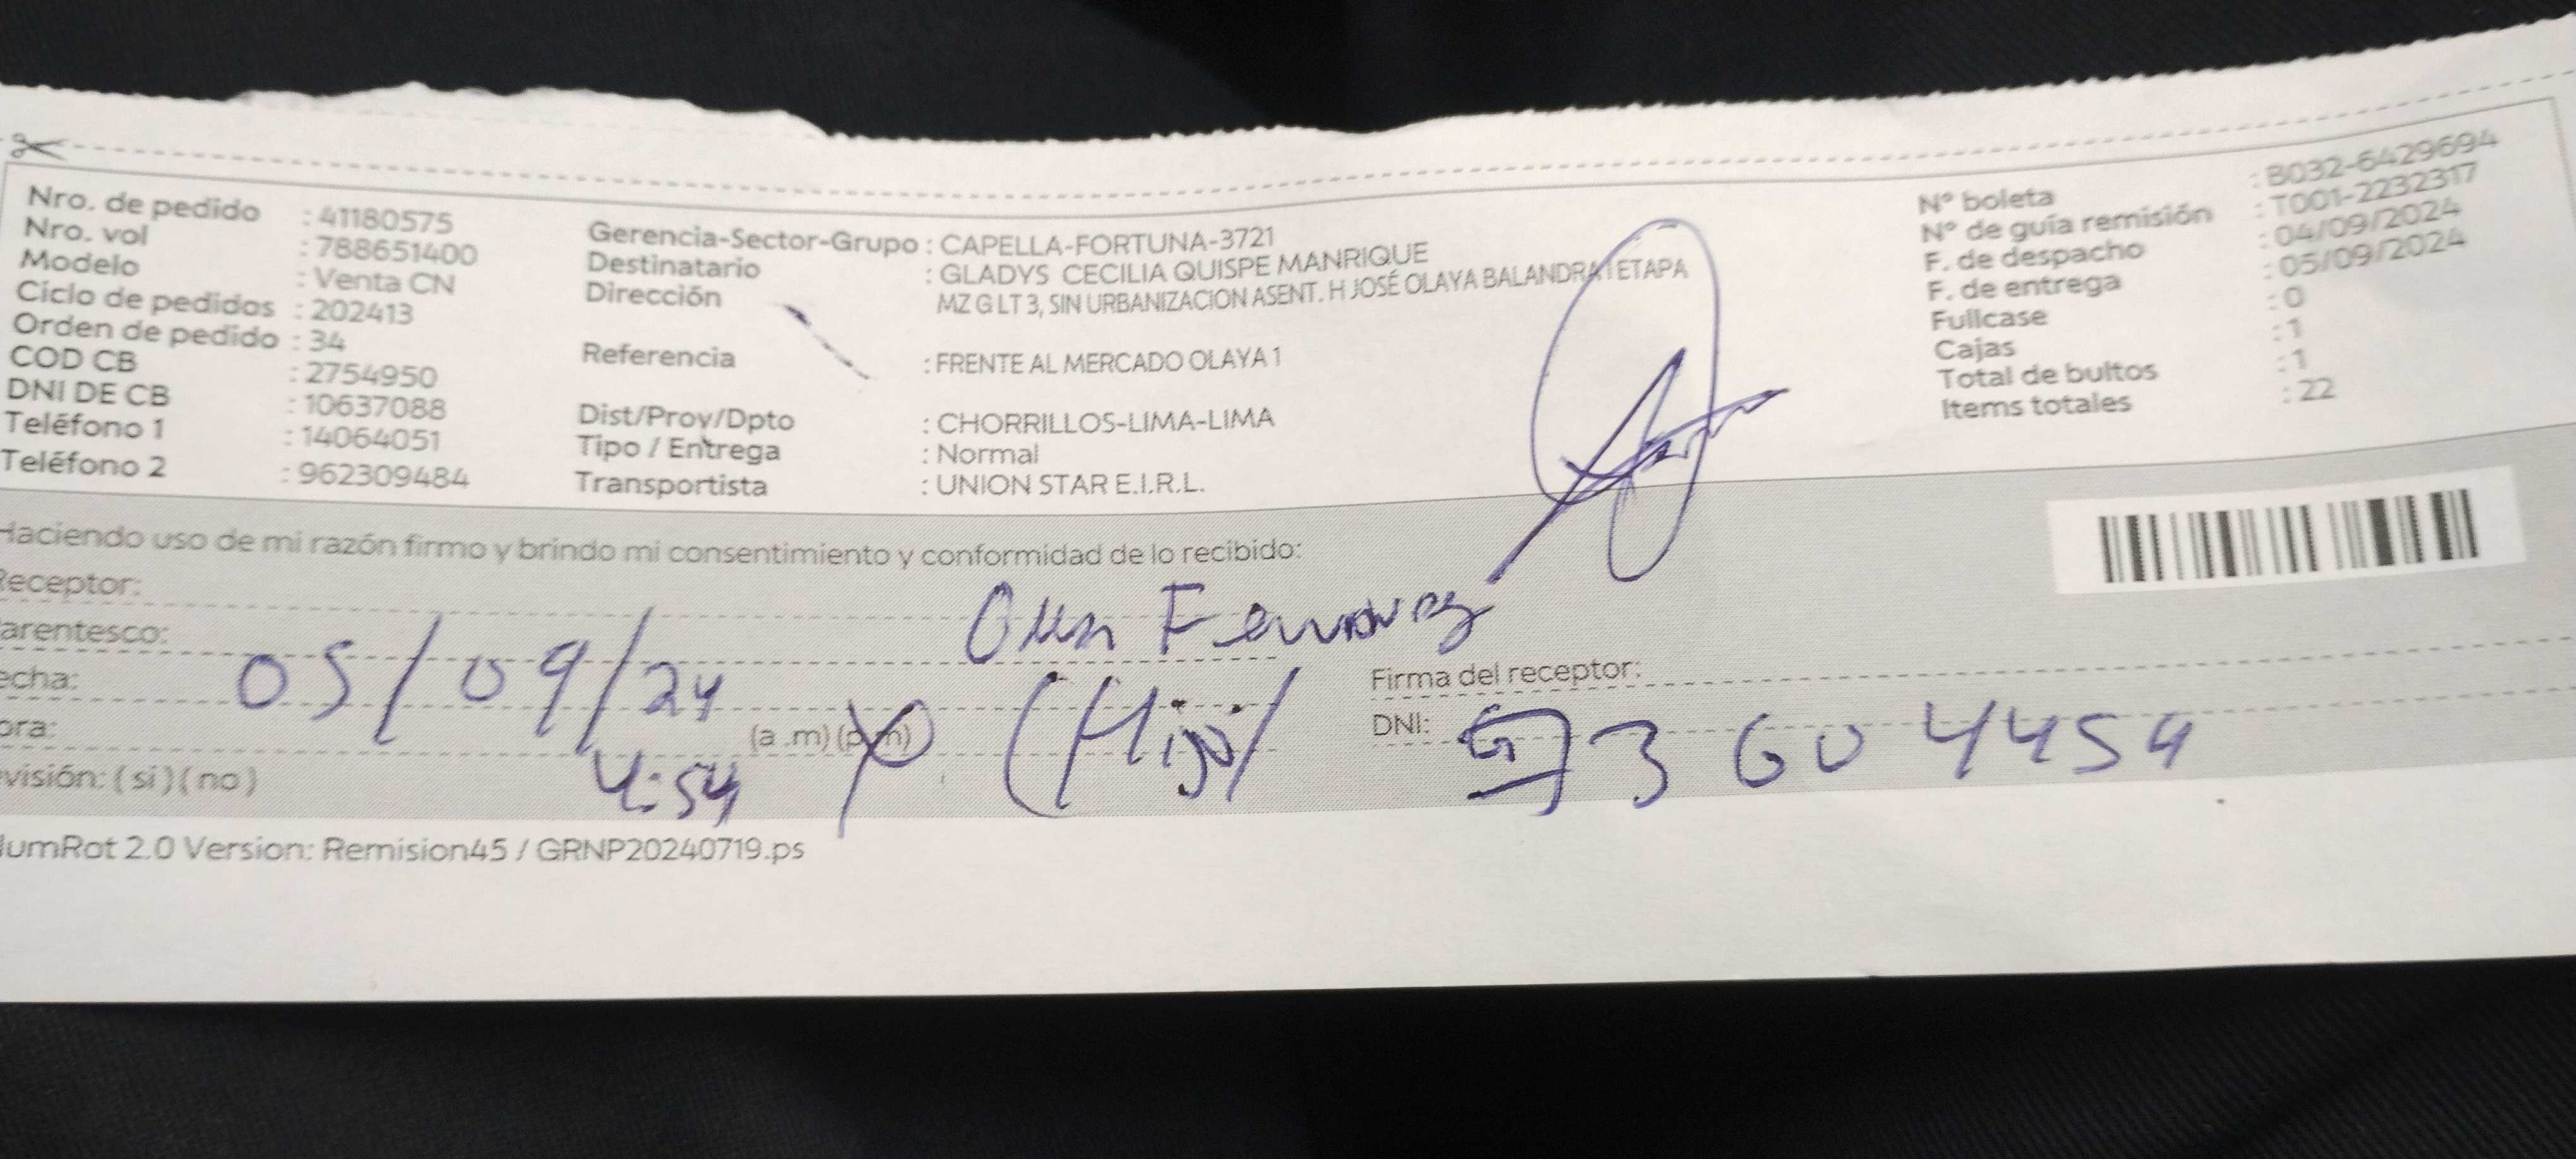 Nro. de pedido : 41180575
Nro. vol : 788651400
Modelo : Venta CN
Ciclo de pedidos : 202413
Orden de pedido : 34
COD CB : 2754950
DNI DE CB : 10637088
Teléfono 1 : 14064051
Teléfono 2 : 962309484
Gerencia-Sector-Grupo : CAPELLA-FORTUNA-3721
Destinatario : GLADYS CECILIA QUISPE MANRIQUE
Dirección MZ G LT 3, SIN URBANIZACION ASENT. H JOSÉ OLAYA BALANDRA I ETAPA
Referencia : FRENTE AL MERCADO OLAYA 1
Dist/Prov/Dpto : CHORRILLOS-LIMA-LIMA
Tipo / Entrega : Normal
Transportista : UNION STAR E.I.R.L.
N° boleta : B032-6429694
N° de guía remisión : T001-2232317
F. de despacho : 04/09/2024
F. de entrega : 05/09/2024
Fullcase : 0
Cajas : 1
Total de bultos : 1
Items totales : 22
Haciendo uso de mi razón firmo y brindo mi consentimiento y conformidad de lo recibido:
Receptor:
arentesco:
echa: 05/09/24
ora: 4:54 (a .m) (p.m)
(Hijo)
Firma del receptor:
DNI: 73604454
visión: ( si ) ( no )
umRot 2.0 Version: Remision45 / GRNP20240719.ps